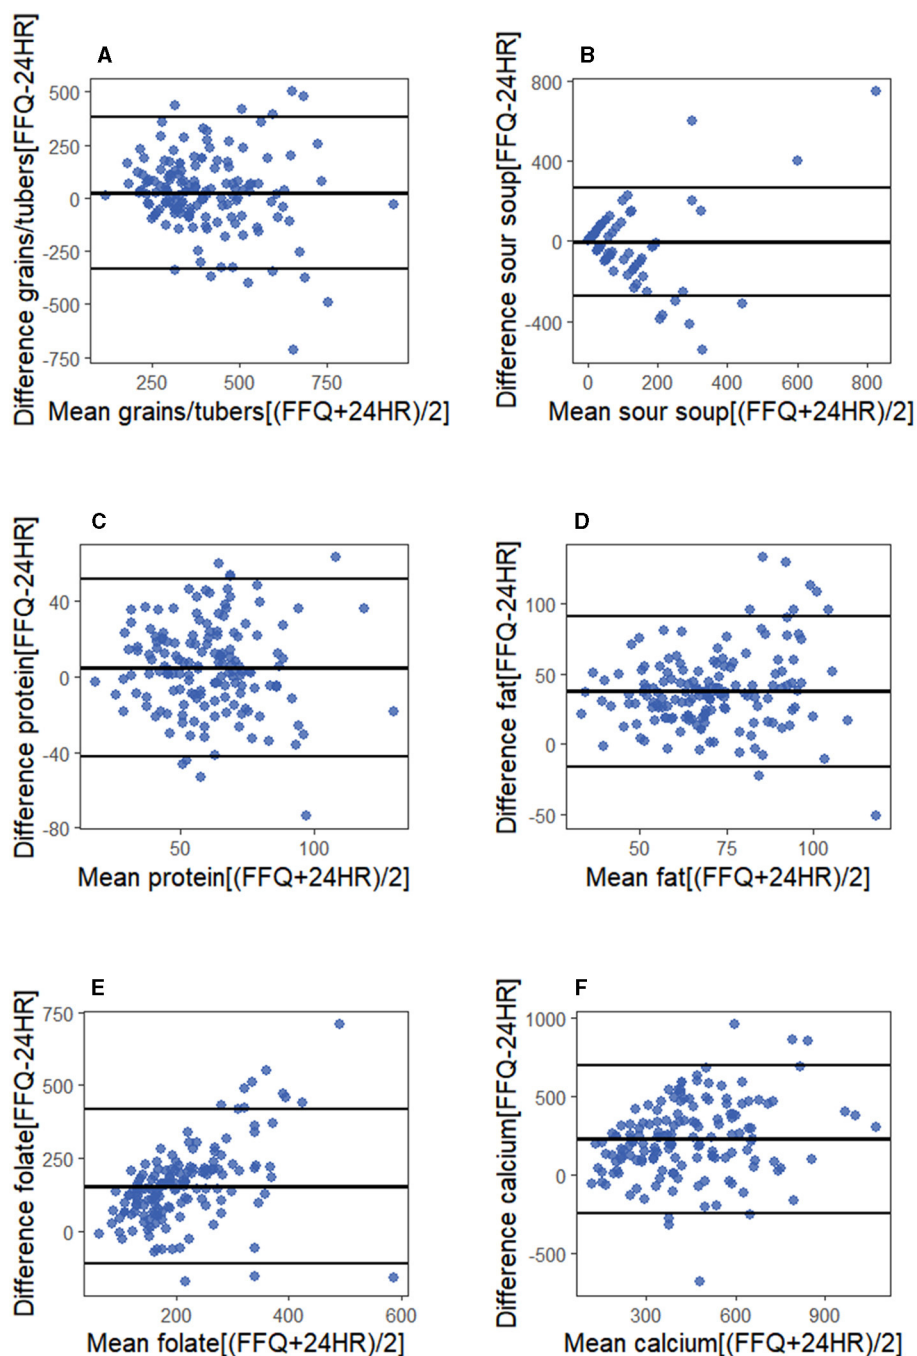 A
Difference grains/tubers[FFQ-24HR]
500
250
0
-250
-500
-750
250
500
750
Mean grains/tubers[(FFQ+24HR)/2]
B
Difference sour soup[FFQ-24HR]
800
400
0
-400
0
200
400
600
800
Mean sour soup[(FFQ+24HR)/2]
C
Difference protein[FFQ-24HR]
40
0
-40
-80
50
100
Mean protein[(FFQ+24HR)/2]
D
Difference fat[FFQ-24HR]
100
50
0
-50
50
75
100
Mean fat[(FFQ+24HR)/2]
E
Difference folate[FFQ-24HR]
750
500
250
0
200
400
600
Mean folate[(FFQ+24HR)/2]
F
Difference calcium[FFQ-24HR]
1000
500
0
-500
300
600
900
Mean calcium[(FFQ+24HR)/2]